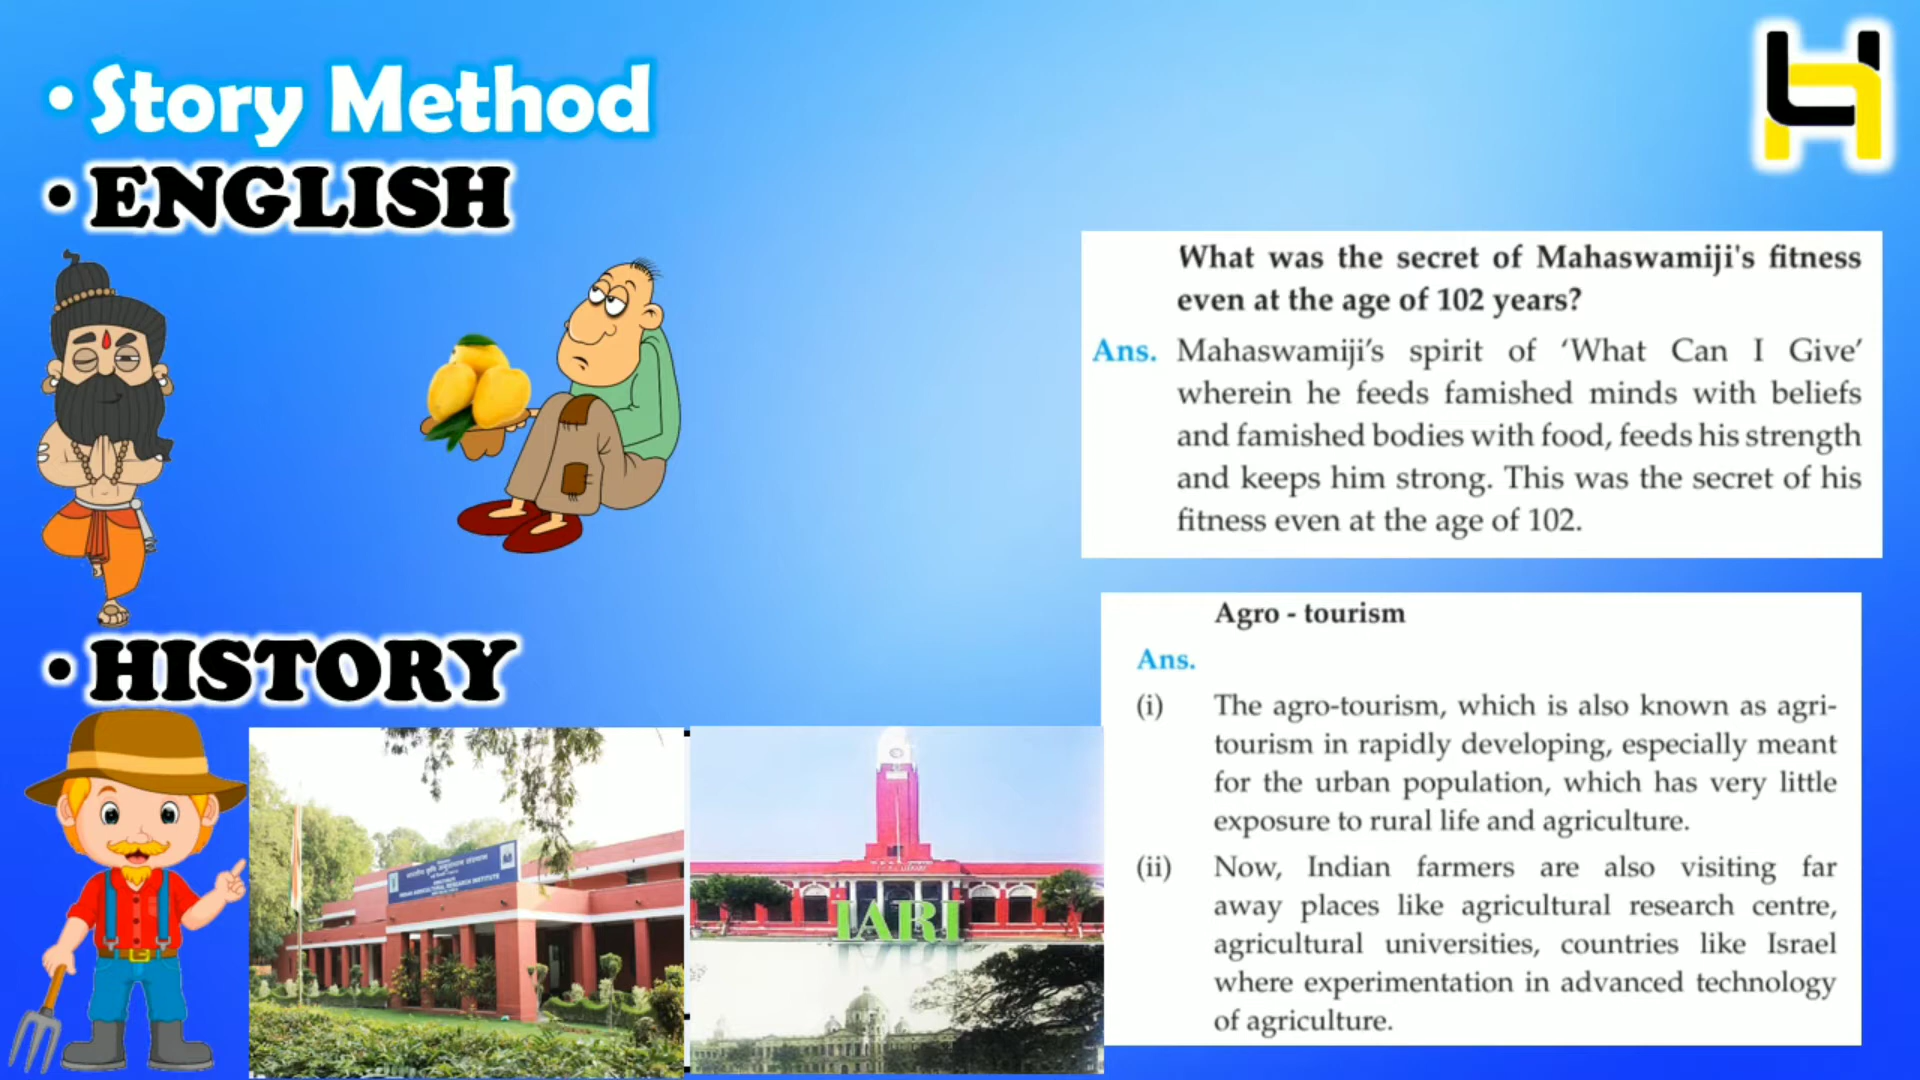 • Story Method
• ENGLISH
What was the secret of Mahaswamiji's fitness
even at the age of 102 years?
Ans. Mahaswamiji's spirit of 'What Can I Give'
wherein he feeds famished minds with beliefs
and famished bodies with food, feeds his strength
and keeps him strong. This was the secret of his
fitness even at the age of 102.
• HISTORY
Agro - tourism
Ans.
(i) The agro-tourism, which is also known as agri-
tourism in rapidly developing, especially meant
for the urban population, which has very little
exposure to rural life and agriculture.
(ii) Now, Indian farmers are also visiting far
away places like agricultural research centre,
agricultural universities, countries like Israel
where experimentation in advanced technology
of agriculture.
भारतीय कृषि अनुसंधान संस्थान
INDIAN AGRICULTURAL RESEARCH INSTITUTE
IARI